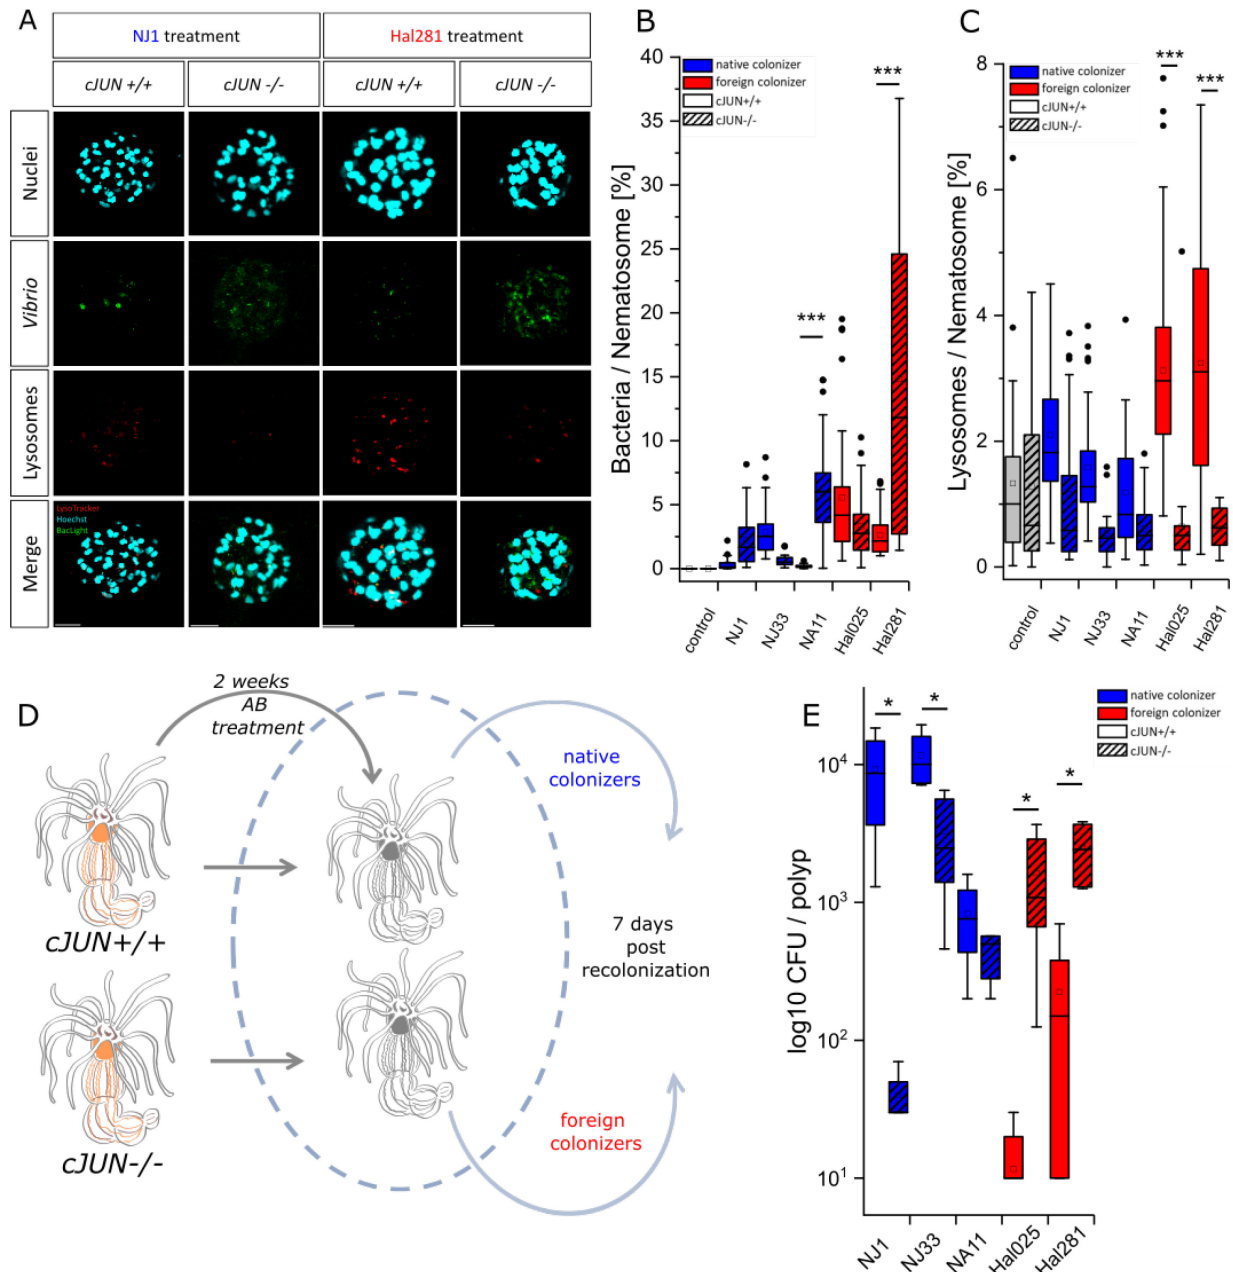 A
NJ1 treatment
Hal281 treatment
cJUN +/+
cJUN -/-
cJUN +/+
cJUN -/-
Nuclei
Vibrio
Lysosomes
Merge
LysoTracker
Hoechst
BacLight
B
Bacteria / Nematosome [%]
40
35
30
25
20
15
10
5
0
native colonizer
foreign colonizer
cJUN+/+
cJUN-/-
***
***
control
NJ1
NJ33
NA11
Hal025
Hal281
C
Lysosomes / Nematosome [%]
8
6
4
2
0
native colonizer
foreign colonizer
cJUN+/+
cJUN-/-
***
***
control
NJ1
NJ33
NA11
Hal025
Hal281
D
2 weeks
AB
treatment
cJUN+/+
cJUN-/-
native
colonizers
7 days
post
recolonization
foreign
colonizers
E
log10 CFU / polyp
10⁴
10³
10²
10¹
native colonizer
foreign colonizer
cJUN+/+
cJUN-/-
*
*
*
*
NJ1
NJ33
NA11
Hal025
Hal281